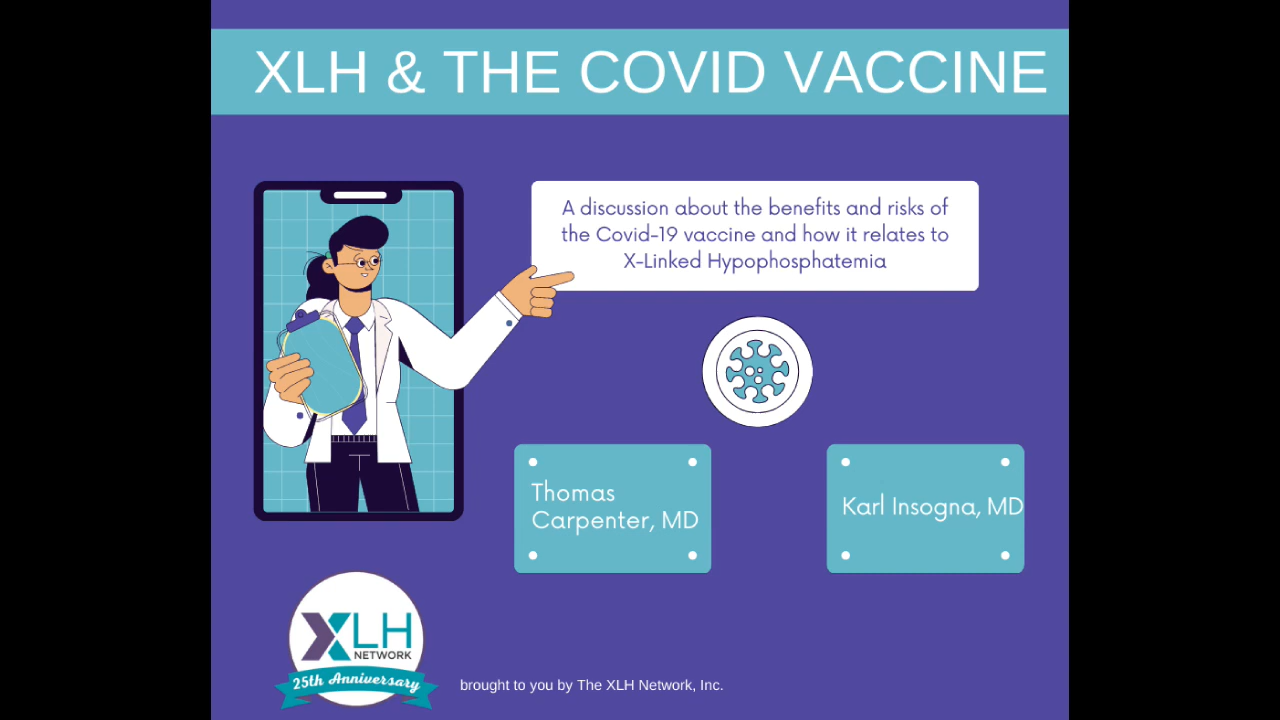 XLH & THE COVID VACCINE
A discussion about the benefits and risks of
the Covid-19 vaccine and how it relates to
X-Linked Hypophosphatemia
Thomas
Carpenter, MD
Karl Insogna, MD
XLH
NETWORK
25th Anniversary
brought to you by The XLH Network, Inc.